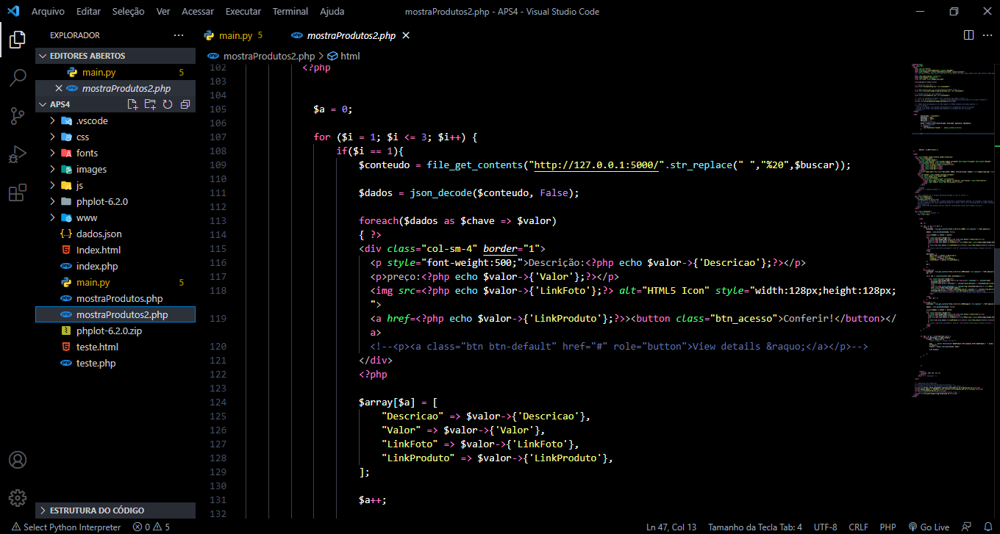 Arquivo Editar Seleção Ver Acessar Executar Terminal Ajuda
mostraProdutos2.php - APS4 - Visual Studio Code
EXPLORADOR
EDITORES ABERTOS
main.py 5
mostraProdutos2.php
APS4
.vscode
css
fonts
images
js
phplot-6.2.0
www
dados.json
Index.html
index.php
main.py 5
mostraProdutos.php
mostraProdutos2.php
phplot-6.2.0.zip
teste.html
teste.php
ESTRUTURA DO CÓDIGO
main.py 5 mostraProdutos2.php
mostraProdutos2.php > html
102 <?php
103
104
105 $a = 0;
106
107 for ($i = 1; $i <= 3; $i++) {
108 if($i == 1){
109 $conteudo = file_get_contents("http://127.0.0.1:5000/".str_replace(" ","%20",$buscar));
110
111 $dados = json_decode($conteudo, False);
112
113 foreach($dados as $chave => $valor)
114 { ?>
115 <div class="col-sm-4" border="1">
116 <p style="font-weight:500;">Descrição:<?php echo $valor->{'Descricao'};?></p>
117 <p>preço:<?php echo $valor->{'Valor'};?></p>
118 <img src=<?php echo $valor->{'LinkFoto'};?> alt="HTML5 Icon" style="width:128px;height:128px;
">
119 <a href=<?php echo $valor->{'LinkProduto'};?>><button class="btn_acesso">Conferir!</button></
a>
120 <!--<p><a class="btn btn-default" href="#" role="button">View details &raquo;</a></p>-->
121 </div>
122 <?php
123
124 $array[$a] = [
125 "Descricao" => $valor->{'Descricao'},
126 "Valor" => $valor->{'Valor'},
127 "LinkFoto" => $valor->{'LinkFoto'},
128 "LinkProduto" => $valor->{'LinkProduto'},
129 ];
130
131 $a++;
132
Select Python Interpreter 0 5 Ln 47, Col 13 Tamanho da Tecla Tab: 4 UTF-8 CRLF PHP Go Live